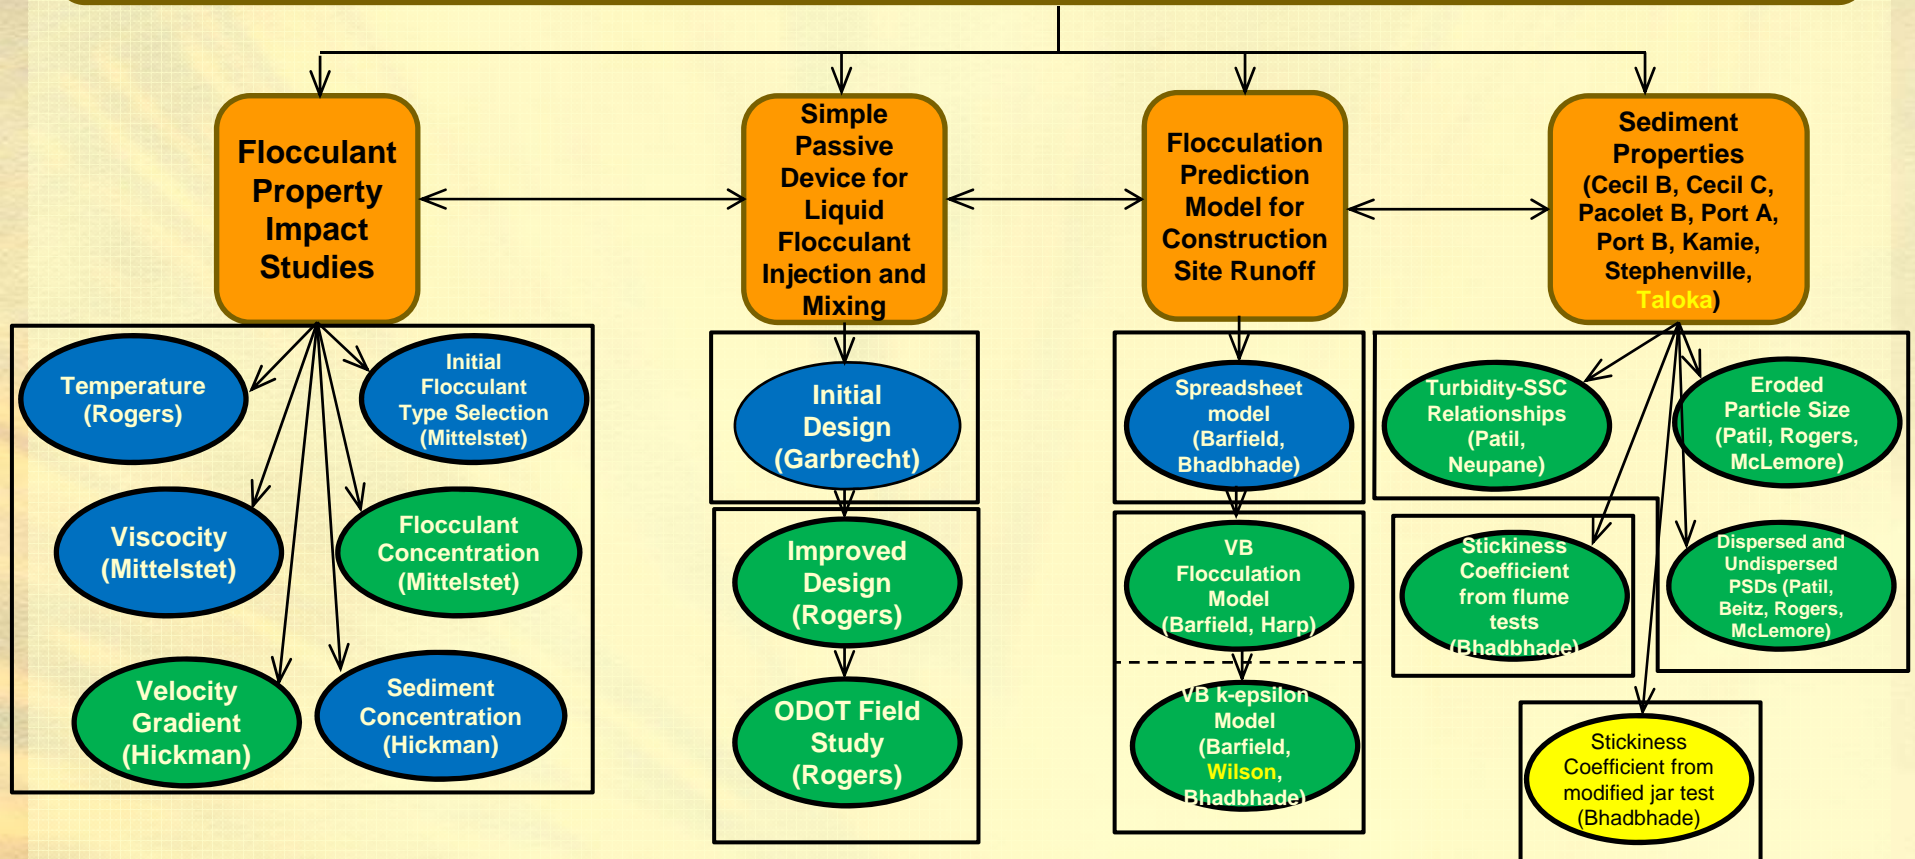 Flocculant
Property
Impact
Studies
Simple
Passive
Device for
Liquid
Flocculant
Injection and
Mixing
Flocculation
Prediction
Model for
Construction
Site Runoff
Sediment
Properties
(Cecil B, Cecil C,
Pacolet B, Port A,
Port B, Kamie,
Stephenville,
Taloka)
Temperature
(Rogers)
Initial
Flocculant
Type Selection
(Mittelstet)
Viscocity
(Mittelstet)
Flocculant
Concentration
(Mittelstet)
Velocity
Gradient
(Hickman)
Sediment
Concentration
(Hickman)
Initial
Design
(Garbrecht)
Improved
Design
(Rogers)
ODOT Field
Study
(Rogers)
Spreadsheet
model
(Barfield,
Bhadbhade)
VB
Flocculation
Model
(Barfield, Harp)
VB k-epsilon
Model
(Barfield,
Wilson,
Bhadbhade)
Turbidity-SSC
Relationships
(Patil,
Neupane)
Eroded
Particle Size
(Patil, Rogers,
McLemore)
Stickiness
Coefficient
from flume
tests
(Bhadbhade)
Dispersed and
Undispersed
PSDs (Patil,
Beitz, Rogers,
McLemore)
Stickiness
Coefficient from
modified jar test
(Bhadbhade)